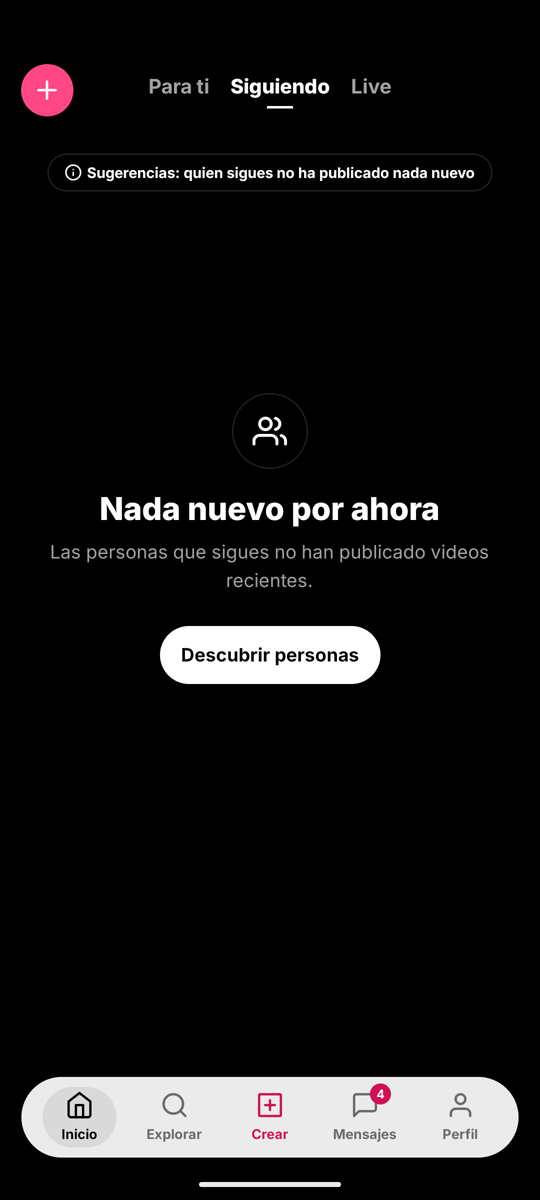 Para ti Siguiendo Live
Sugerencias: quien sigues no ha publicado nada nuevo
Nada nuevo por ahora
Las personas que sigues no han publicado videos
recientes.
Descubrir personas
4
Inicio Explorar Crear Mensajes Perfil